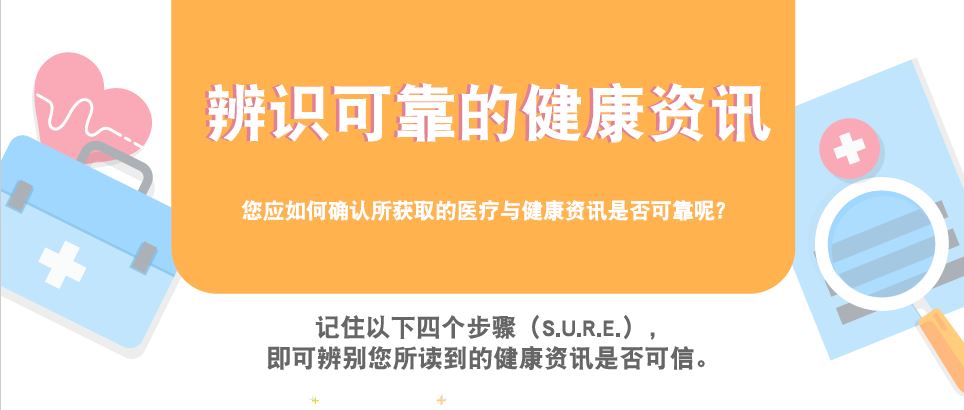 辨识可靠的健康资讯
您应如何确认所获取的医疗与健康资讯是否可靠呢？
记住以下四个步骤（S.U.R.E.），
即可辨别您所读到的健康资讯是否可信。